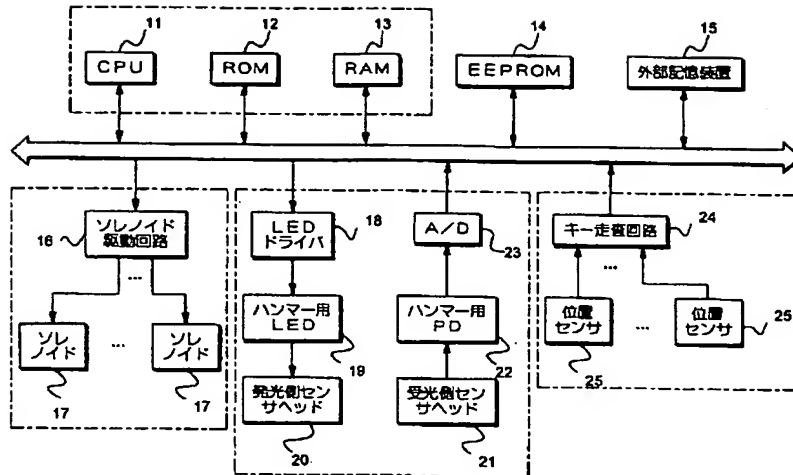 11
12
13
14
15
CPU
ROM
RAM
EEPROM
外部記憶装置
16
ソレノイド
駆動回路
...
ソレ
ノイド
...
ソレ
ノイド
17
17
LED
ドライバ
18
ハンマー用
LED
19
発光側セン
サヘッド
20
A/D
23
ハンマー用
PD
22
受光側セン
サヘッド
21
キー走査回路
24
...
位置
センサ
...
位置
センサ
25
25